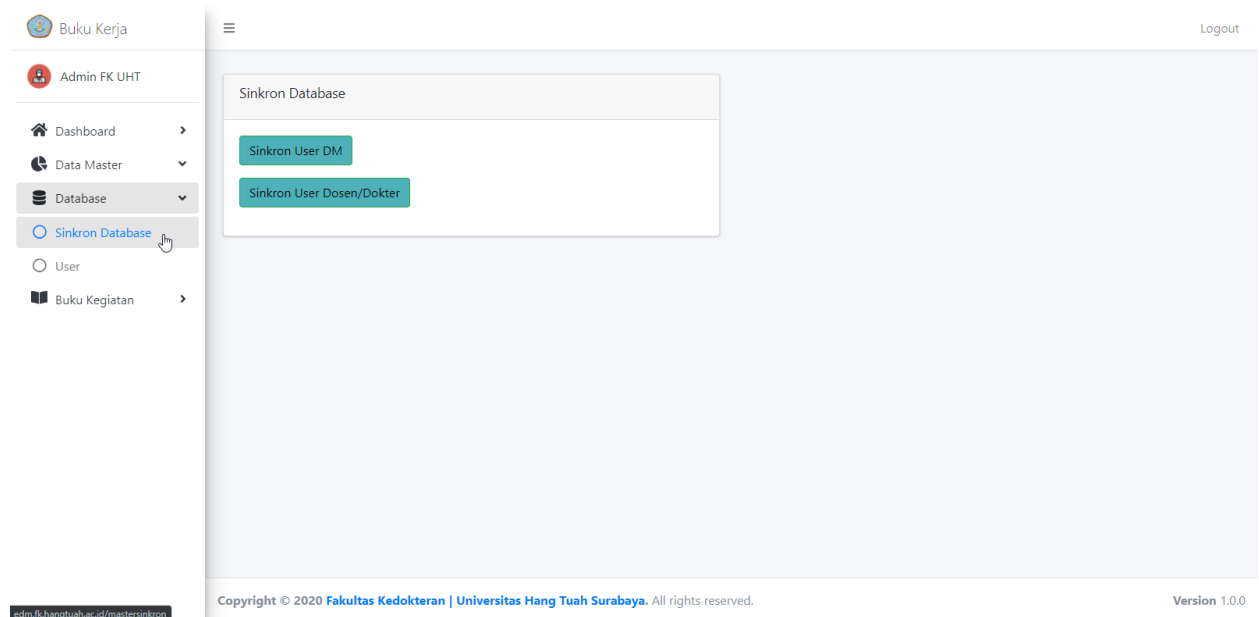 Buku Kerja
Logout
Admin FK UHT
Dashboard
Data Master
Database
Sinkron Database
User
Buku Kegiatan
Sinkron Database
Sinkron User DM
Sinkron User Dosen/Dokter
Copyright © 2020 Fakultas Kedokteran | Universitas Hang Tuah Surabaya. All rights reserved.
Version 1.0.0
edm.fk.hangtuah.ac.id/mastersinkron